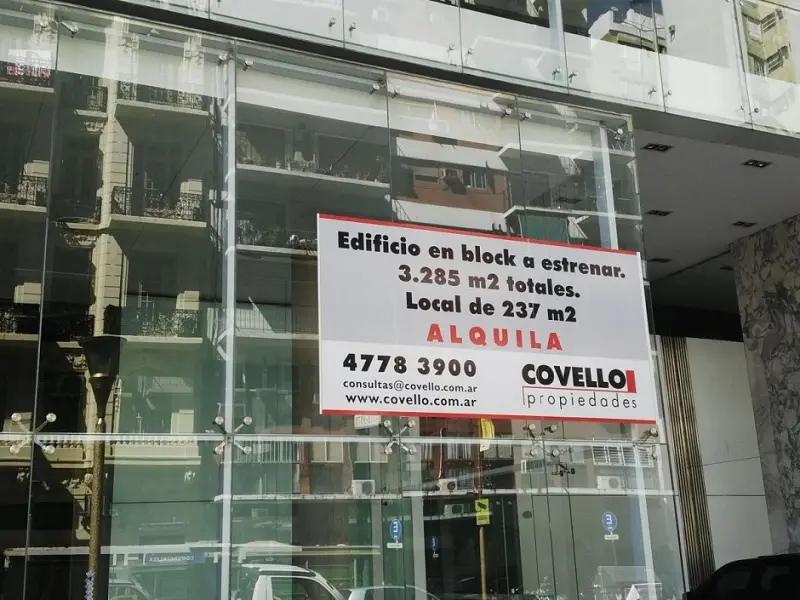 Edificio en block a estrenar.
3.285 m2 totales.
Local de 237 m2
ALQUILA
4778 3900
consultas@covello.com.ar
www.covello.com.ar
COVELLO
propiedades